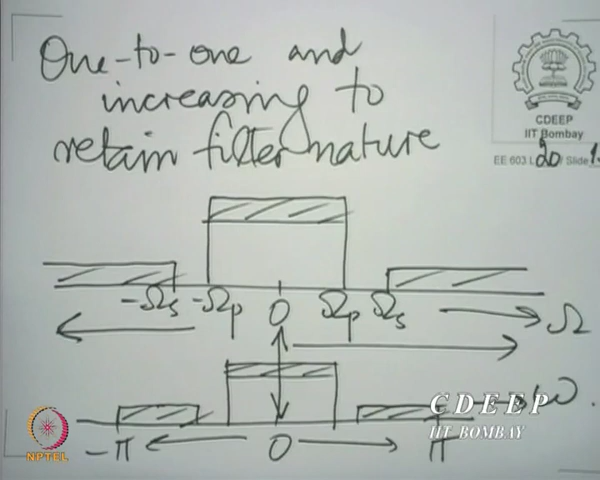 One-to-one and
increasing to
retain filter nature
CDEEP
IIT Bombay
EE 603 L 20 / Slide 1
-Ωs -Ωp 0 Ωp Ωs Ω
ω
CDEEP
IIT BOMBAY
-π 0 π
NPTEL